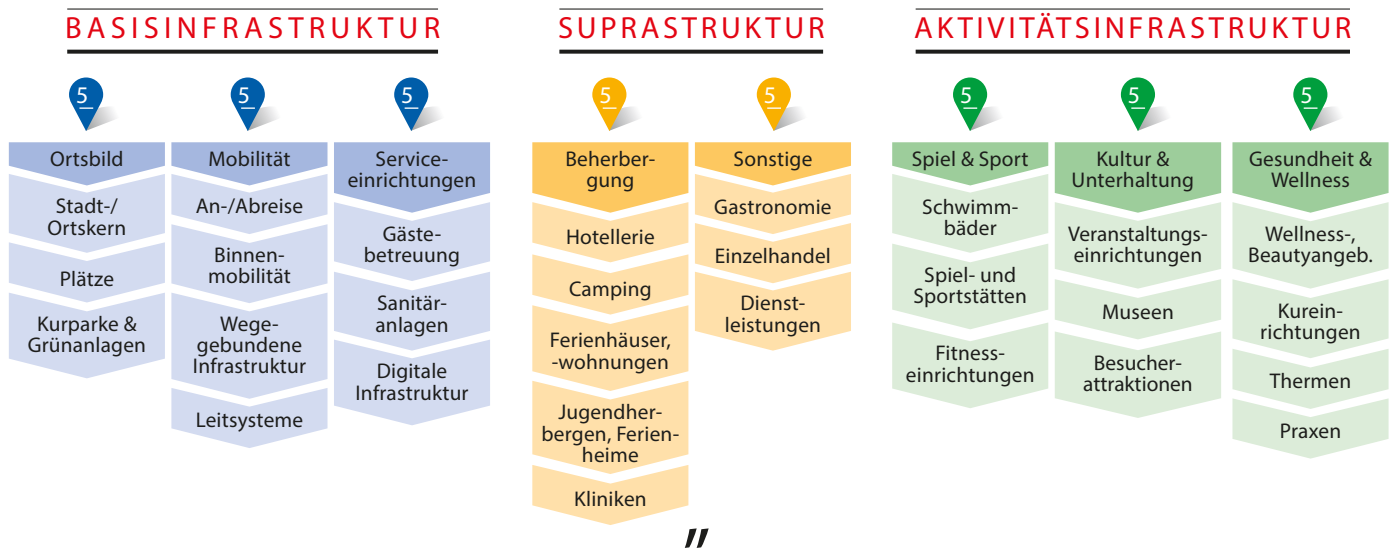 BASISINFRASTRUKTUR
5
5
5
Ortsbild
Stadt-/
Ortskern
Plätze
Kurparke &
Grünanlagen
Mobilität
An-/Abreise
Binnen-
mobilität
Wege-
gebundene
Infrastruktur
Leitsysteme
Service-
einrichtungen
Gäste-
betreuung
Sanitär-
anlagen
Digitale
Infrastruktur
SUPRASTRUKTUR
5
5
Beherber-
gung
Hotellerie
Camping
Ferienhäuser,
-wohnungen
Jugendher-
bergen, Ferien-
heime
Kliniken
Sonstige
Gastronomie
Einzelhandel
Dienst-
leistungen
AKTIVITÄTSINFRASTRUKTUR
5
5
5
Spiel & Sport
Schwimm-
bäder
Spiel- und
Sportstätten
Fitness-
einrichtungen
Kultur &
Unterhaltung
Veranstaltungs-
einrichtungen
Museen
Besucher-
attraktionen
Gesundheit &
Wellness
Wellness-,
Beautyangeb.
Kurein-
richtungen
Thermen
Praxen
"